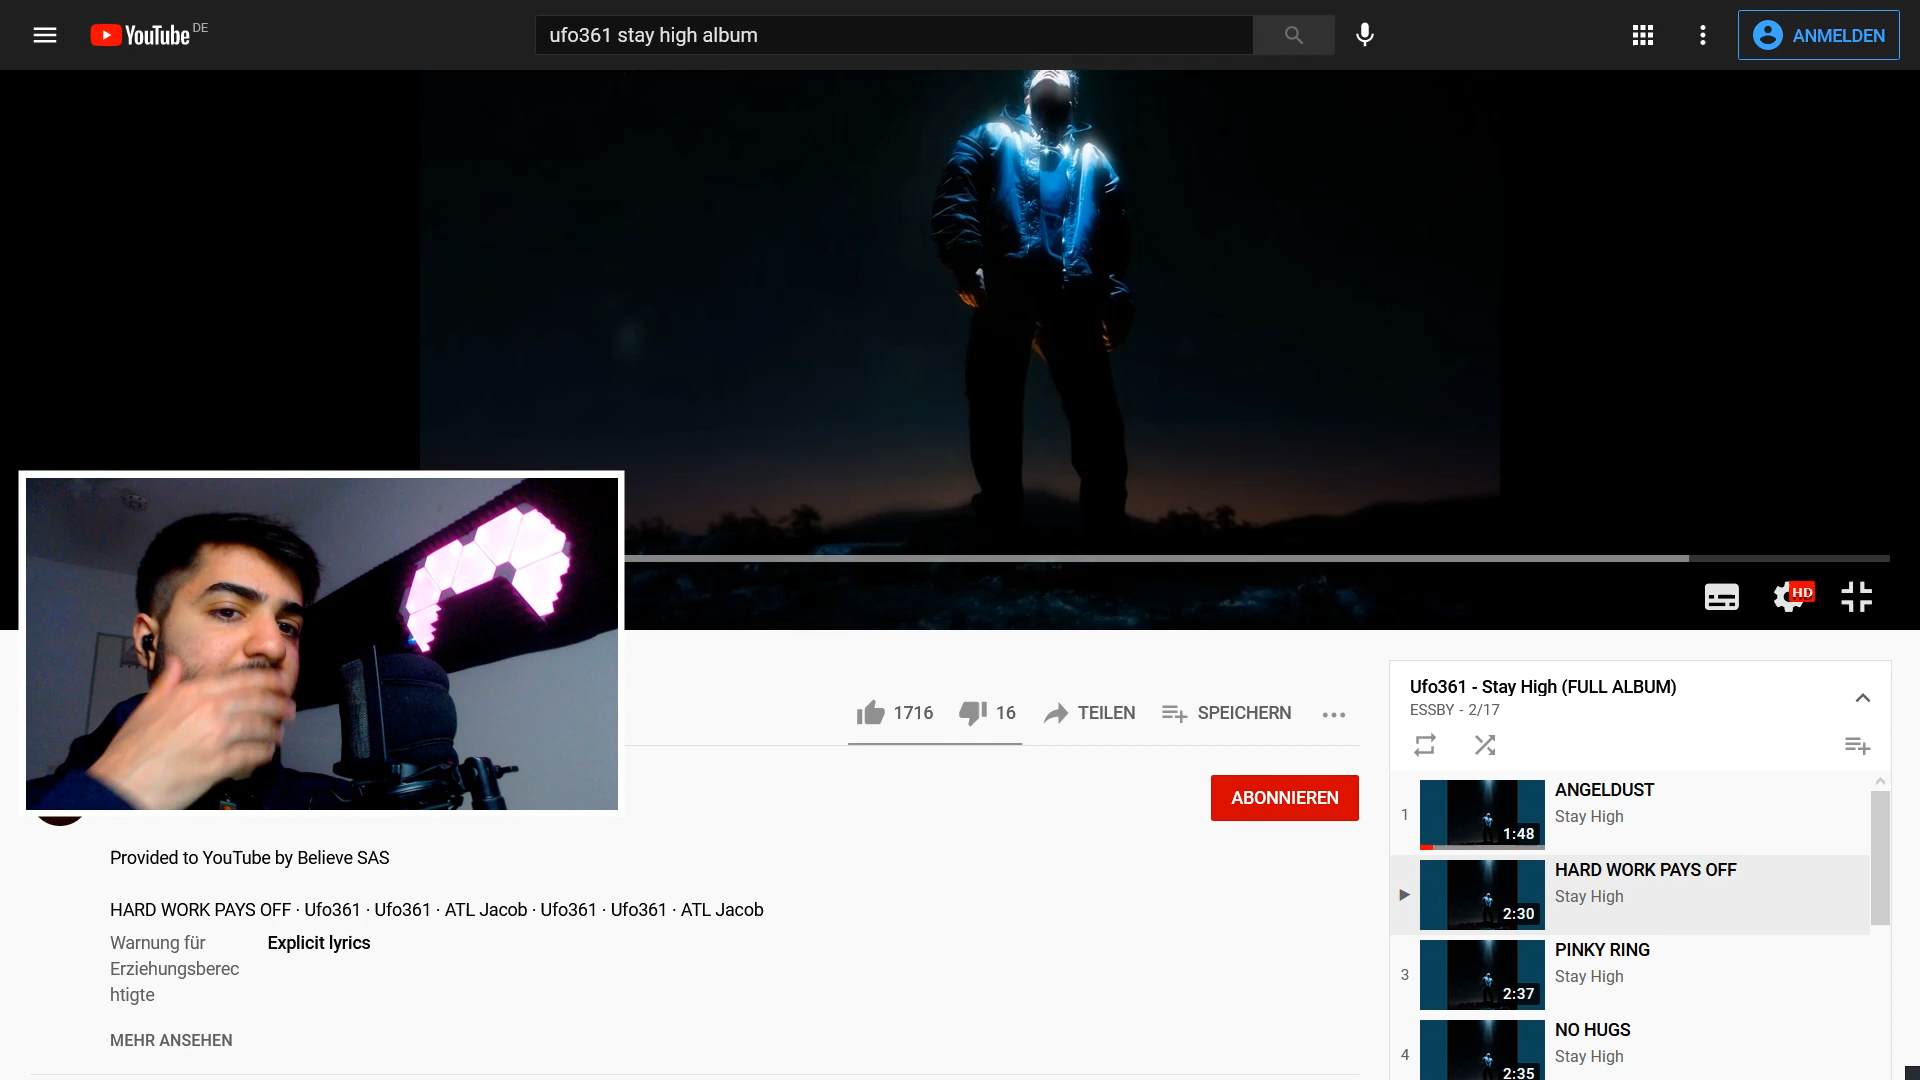 YouTube DE
ufo361 stay high album
ANMELDEN
HD
1716
16
TEILEN
SPEICHERN
ABONNIEREN
Provided to YouTube by Believe SAS
HARD WORK PAYS OFF · Ufo361 · Ufo361 · ATL Jacob · Ufo361 · Ufo361 · ATL Jacob
Warnung für
Erziehungsberec
htigte
Explicit lyrics
MEHR ANSEHEN
Ufo361 - Stay High (FULL ALBUM)
ESSBY - 2/17
1
1:48
ANGELDUST
Stay High
2:30
HARD WORK PAYS OFF
Stay High
3
2:37
PINKY RING
Stay High
4
2:35
NO HUGS
Stay High